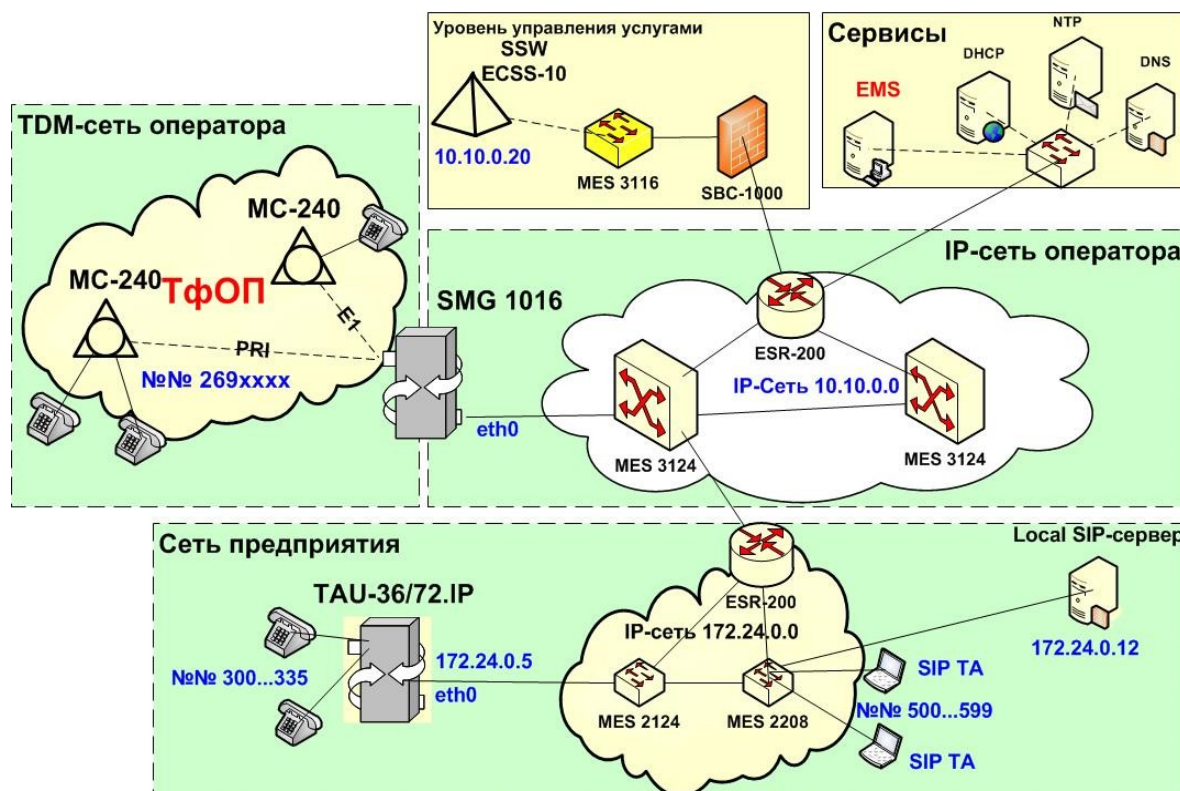 Уровень управления услугами
SSW
ECSS-10
10.10.0.20
MES 3116
SBC-1000
Сервисы
NTP
DHCP
DNS
EMS
TDM-сеть оператора
MC-240
MC-240
ТфОП
E1
PRI
№№ 269xxxx
SMG 1016
eth0
IP-сеть оператора
ESR-200
IP-Сеть 10.10.0.0
MES 3124
MES 3124
Сеть предприятия
TAU-36/72.IP
№№ 300...335
172.24.0.5
eth0
ESR-200
IP-сеть 172.24.0.0
MES 2124
MES 2208
Local SIP-сервер
172.24.0.12
SIP TA
№№ 500...599
SIP TA